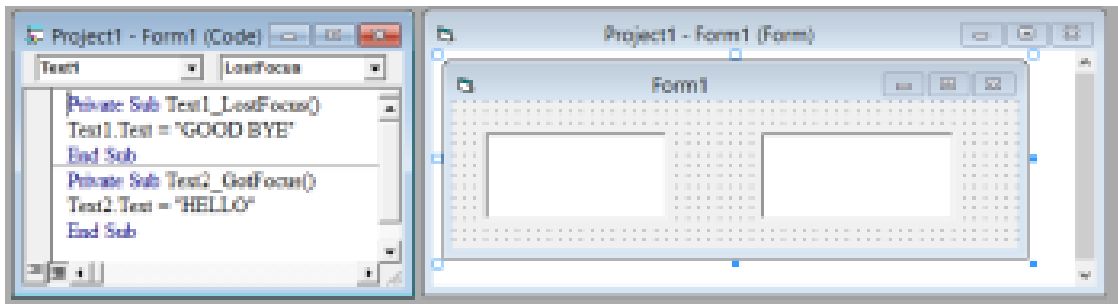 Project1 - Form1 (Code)
Text1 LostFocus
Private Sub Text1_LostFocus()
Text1.Text = "GOOD BYE"
End Sub
Private Sub Text2_GotFocus()
Text2.Text = "HELLO"
End Sub
Project1 - Form1 (Form)
Form1